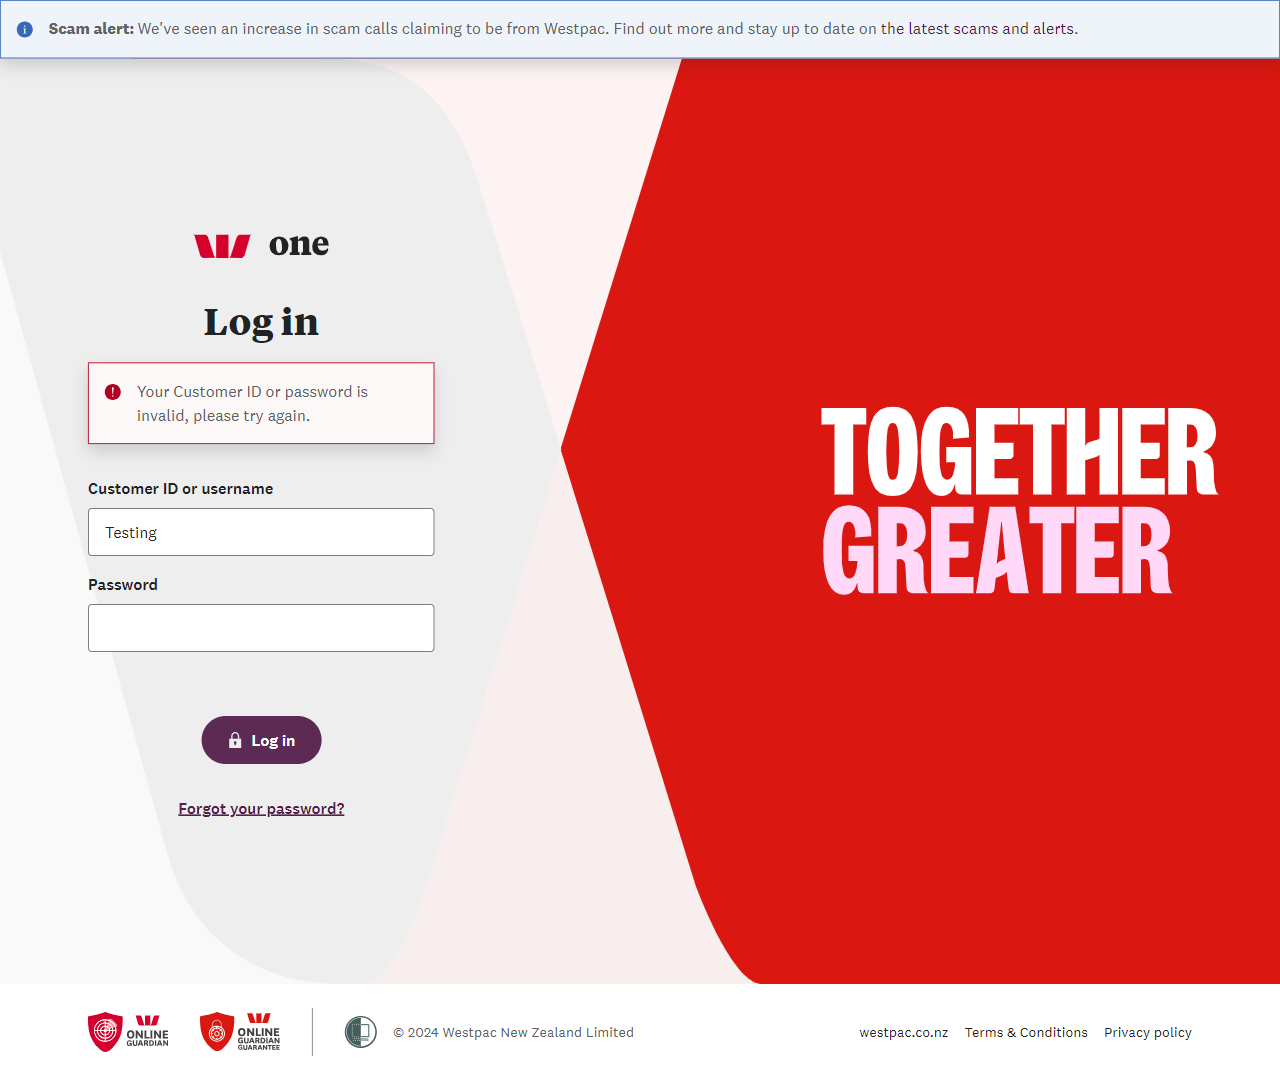 Scam alert: We've seen an increase in scam calls claiming to be from Westpac. Find out more and stay up to date on the latest scams and alerts.
one
Log in
Your Customer ID or password is
invalid, please try again.
Customer ID or username
Testing
Password
Log in
Forgot your password?
TOGETHER
GREATER
ONLINE
GUARDIAN
ONLINE
GUARDIAN
GUARANTEE
© 2024 Westpac New Zealand Limited
westpac.co.nz Terms & Conditions Privacy policy